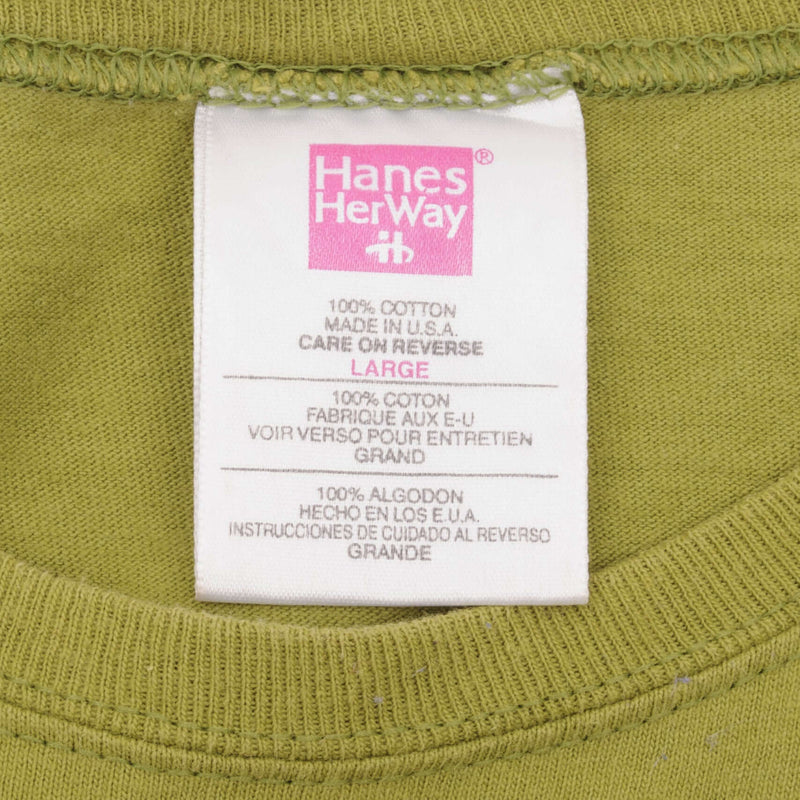 Hanes®
HerWay
100% COTTON
MADE IN U.S.A.
CARE ON REVERSE
LARGE
100% COTON
FABRIQUE AUX E-U
VOIR VERSO POUR ENTRETIEN
GRAND
100% ALGODON
HECHO EN LOS E.U.A.
INSTRUCCIONES DE CUIDADO AL REVERSO
GRANDE